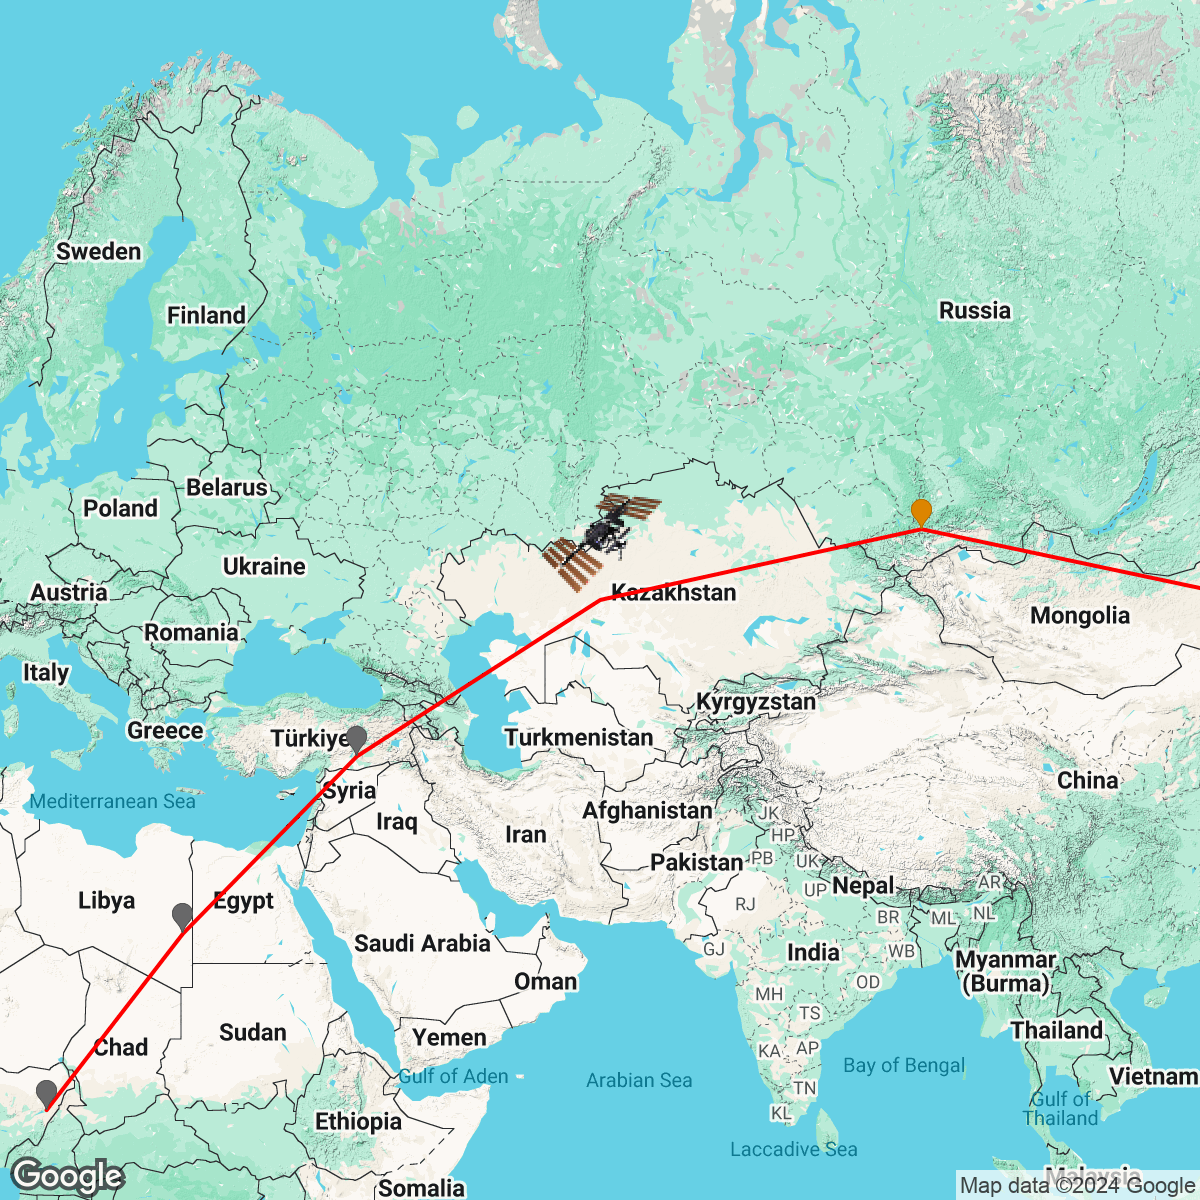 Sweden
Finland
Russia
Belarus
Poland
Ukraine
Austria
Kazakhstan
Mongolia
Romania
Italy
Kyrgyzstan
Greece
Türkiye
Turkmenistan
China
Syria
Mediterranean Sea
Afghanistan
JK
Iraq
Iran
HP
Pakistan
PB
UK
Nepal
AR
UP
Libya
Egypt
RJ
BR
ML
NL
Saudi Arabia
GJ
India
WB
Myanmar
(Burma)
Oman
OD
MH
TS
Sudan
Yemen
Thailand
Chad
KA
AP
Bay of Bengal
Gulf of Aden
Arabian Sea
Vietnam
TN
Gulf of
Thailand
KL
Ethiopia
Laccadive Sea
Malaysia
Google
Somalia
Map data ©2024 Google